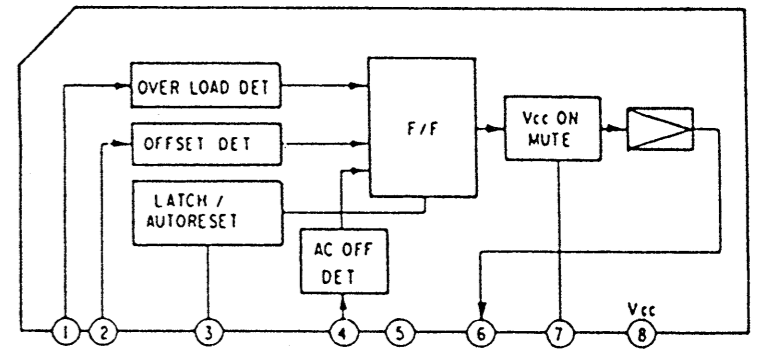 OVER LOAD DET
OFFSET DET
LATCH /
AUTORESET
F/F
Vcc ON
MUTE
AC OFF
DET
Vcc
1 2 3 4 5 6 7 8